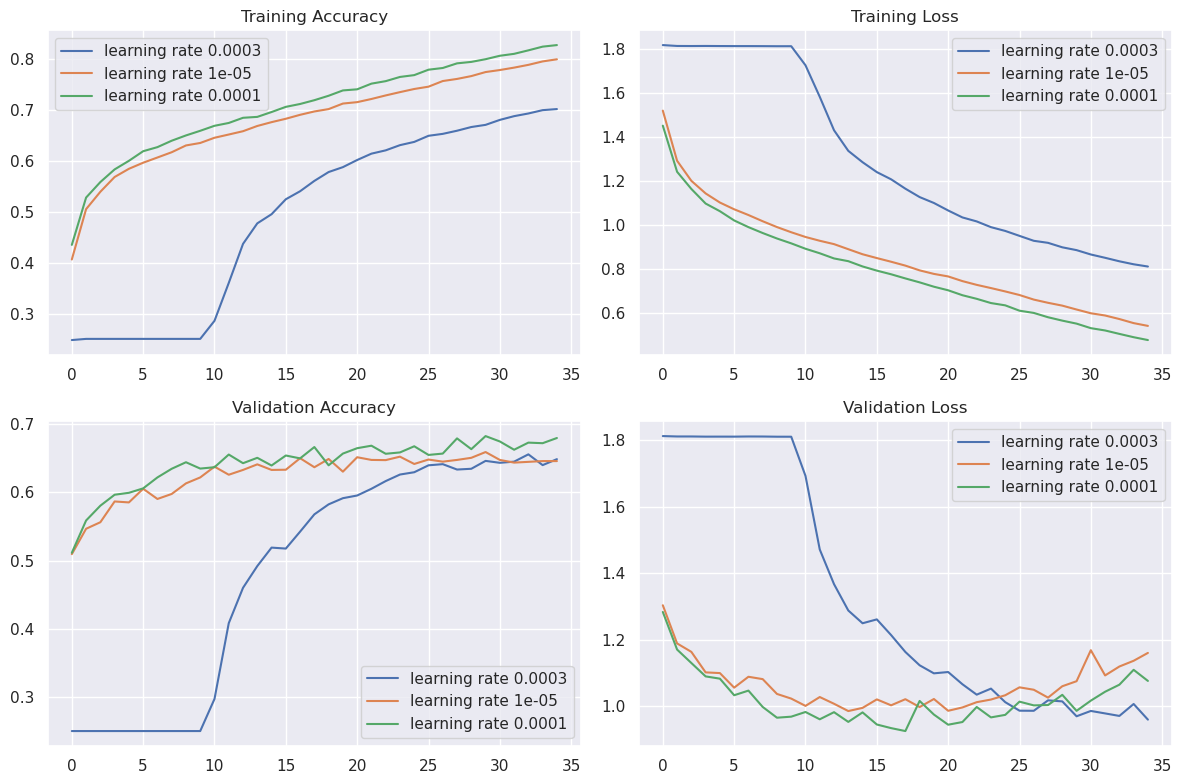 Training Accuracy
learning rate 0.0003
learning rate 1e-05
learning rate 0.0001
0.8
0.7
0.6
0.5
0.4
0.3
0 5 10 15 20 25 30 35
Training Loss
learning rate 0.0003
learning rate 1e-05
learning rate 0.0001
1.8
1.6
1.4
1.2
1.0
0.8
0.6
0 5 10 15 20 25 30 35
Validation Accuracy
0.7
0.6
0.5
0.4
0.3
learning rate 0.0003
learning rate 1e-05
learning rate 0.0001
0 5 10 15 20 25 30 35
Validation Loss
learning rate 0.0003
learning rate 1e-05
learning rate 0.0001
1.8
1.6
1.4
1.2
1.0
0 5 10 15 20 25 30 35